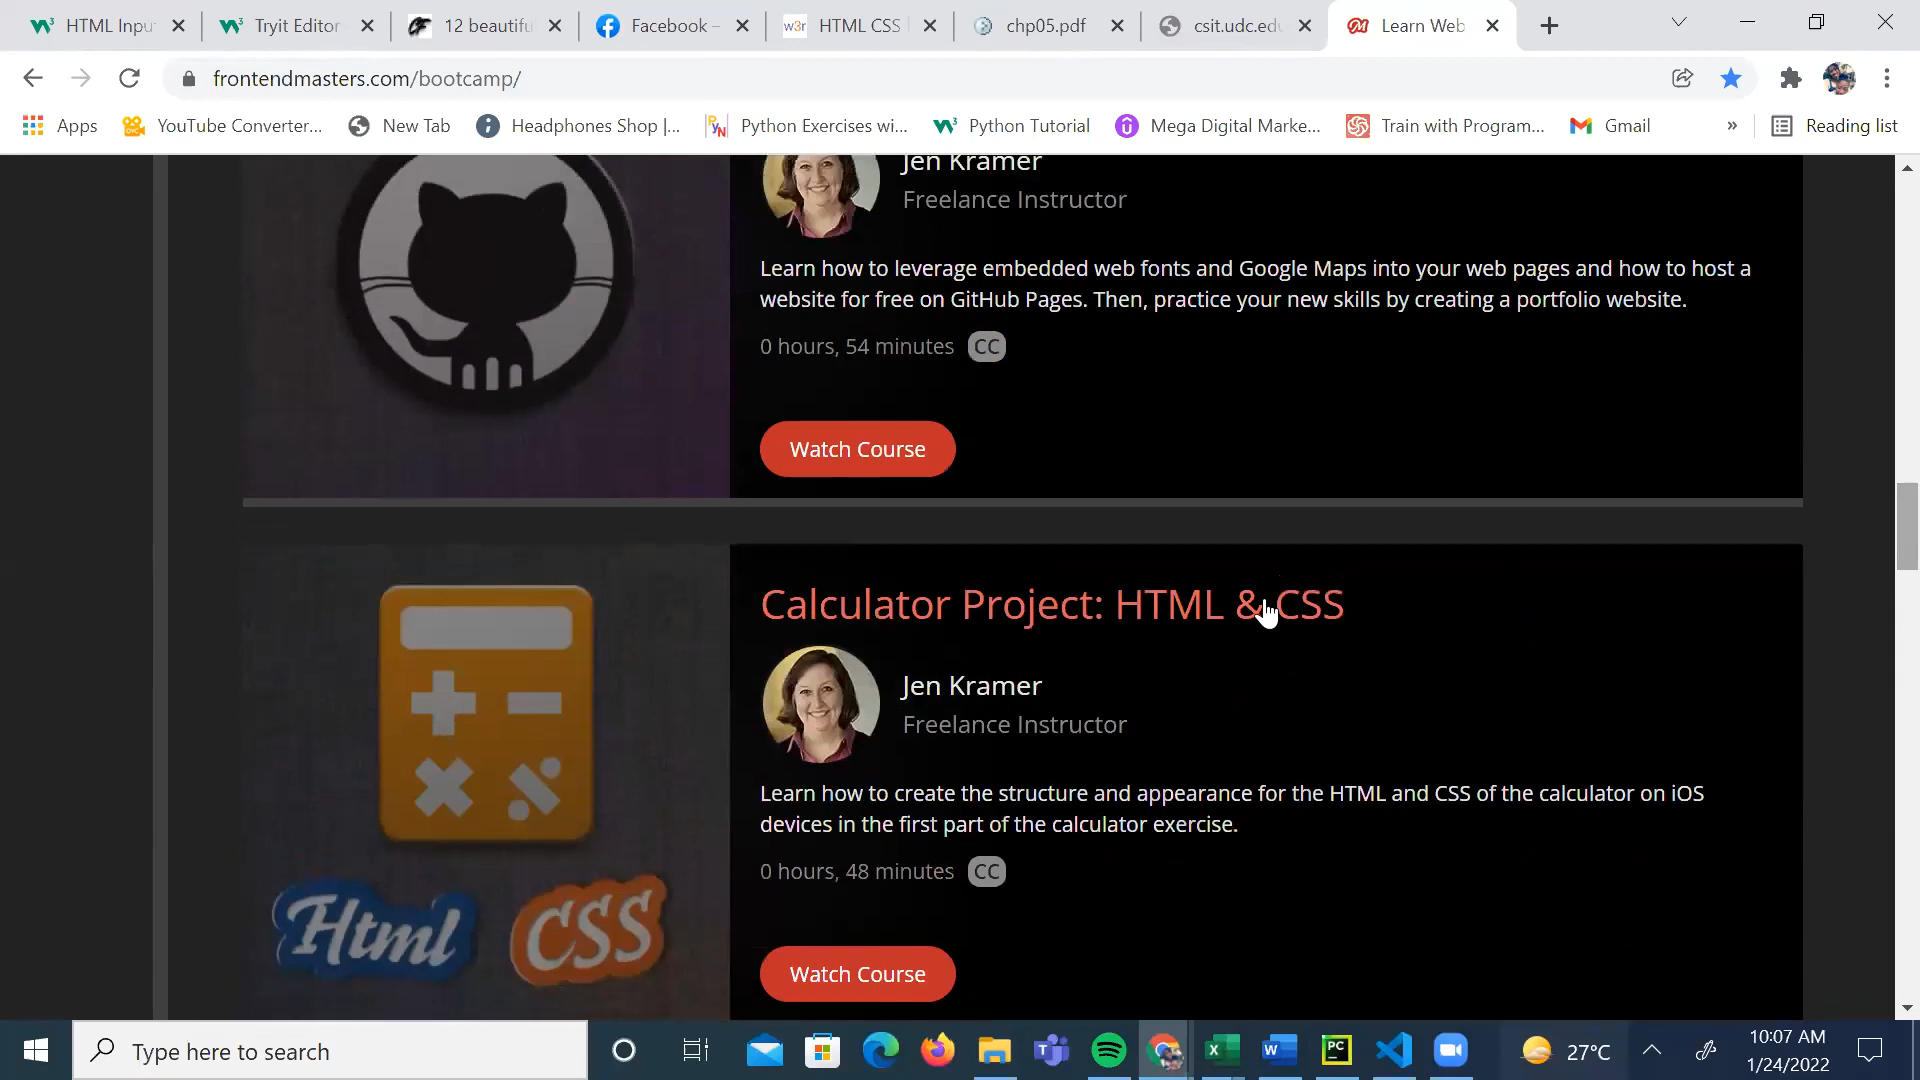 HTML Inpu
Tryit Editor
12 beautifu
Facebook –
w3r
HTML CSS
chp05.pdf
csit.udc.edu
Learn Web
frontendmasters.com/bootcamp/
Apps
YouTube Converter...
New Tab
Headphones Shop |...
Python Exercises wi...
Python Tutorial
Mega Digital Marke...
Train with Program...
Gmail
»
Reading list
Jen Kramer
Freelance Instructor
Learn how to leverage embedded web fonts and Google Maps into your web pages and how to host a
website for free on GitHub Pages. Then, practice your new skills by creating a portfolio website.
0 hours, 54 minutes CC
Watch Course
Calculator Project: HTML & CSS
Jen Kramer
Freelance Instructor
Learn how to create the structure and appearance for the HTML and CSS of the calculator on iOS
devices in the first part of the calculator exercise.
0 hours, 48 minutes CC
Html CSS
Watch Course
Type here to search
27°C
10:07 AM
1/24/2022